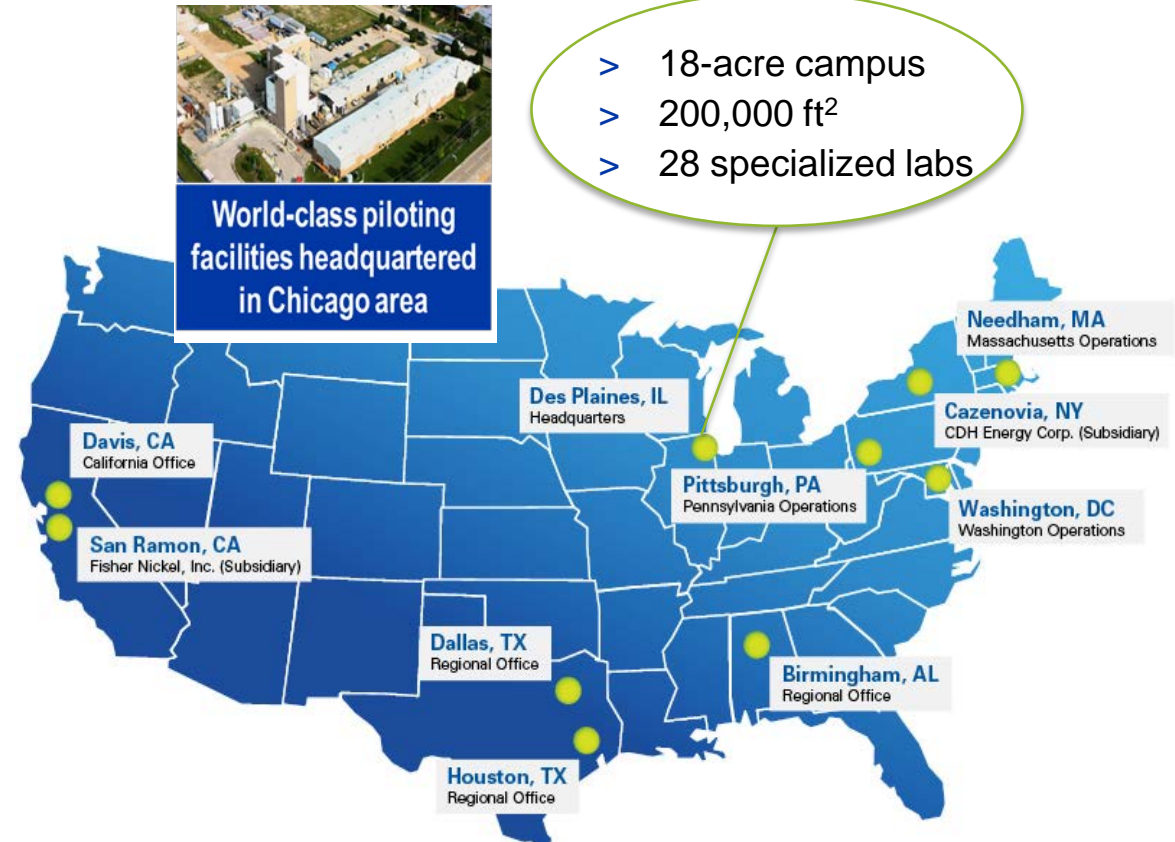 World-class piloting
facilities headquartered
in Chicago area
> 18-acre campus
> 200,000 ft²
> 28 specialized labs
Needham, MA
Massachusetts Operations
Des Plaines, IL
Headquarters
Cazenovia, NY
CDH Energy Corp. (Subsidiary)
Davis, CA
California Office
Pittsburgh, PA
Pennsylvania Operations
Washington, DC
Washington Operations
San Ramon, CA
Fisher Nickel, Inc. (Subsidiary)
Dallas, TX
Regional Office
Birmingham, AL
Regional Office
Houston, TX
Regional Office